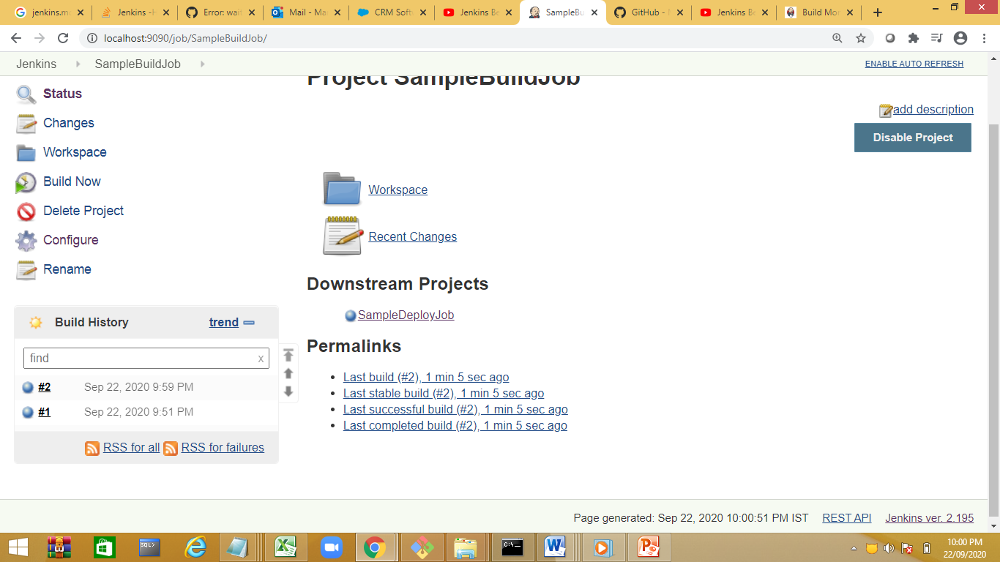 jenkins.m
Jenkins -H
Error: wait
Mail - Ma
CRM Soft
Jenkins Be
SampleBu
GitHub -
Jenkins Be
Build Mo
localhost:9090/job/SampleBuildJob/
Jenkins SampleBuildJob
ENABLE AUTO REFRESH
Project SampleBuildJob
add description
Disable Project
Status
Changes
Workspace
Build Now
Delete Project
Configure
Rename
Build History trend
find x
#2 Sep 22, 2020 9:59 PM
#1 Sep 22, 2020 9:51 PM
RSS for all RSS for failures
Workspace
Recent Changes
Downstream Projects
SampleDeployJob
Permalinks
Last build (#2), 1 min 5 sec ago
Last stable build (#2), 1 min 5 sec ago
Last successful build (#2), 1 min 5 sec ago
Last completed build (#2), 1 min 5 sec ago
Page generated: Sep 22, 2020 10:00:51 PM IST REST API Jenkins ver. 2.195
SQL>
C:\
10:00 PM
22/09/2020